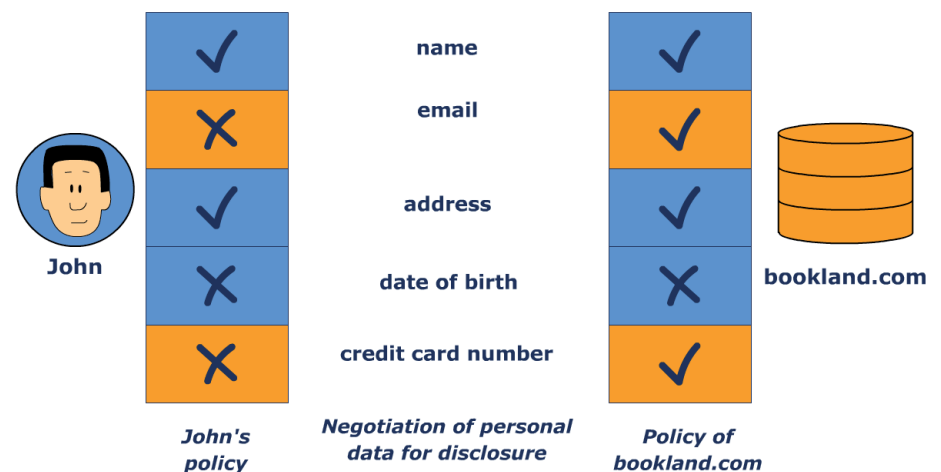 name
email
address
date of birth
credit card number
John
bookland.com
John's
policy
Negotiation of personal
data for disclosure
Policy of
bookland.com